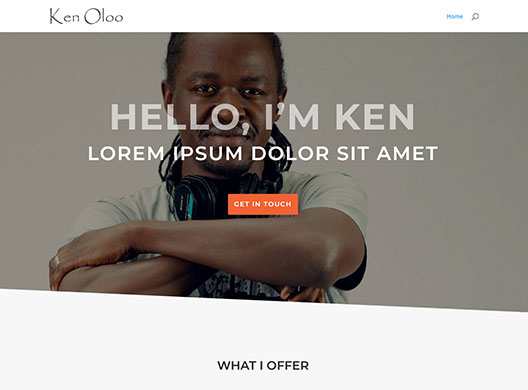 Ken Oloo
Home
HELLO, I'M KEN
LOREM IPSUM DOLOR SIT AMET
GET IN TOUCH
WHAT I OFFER